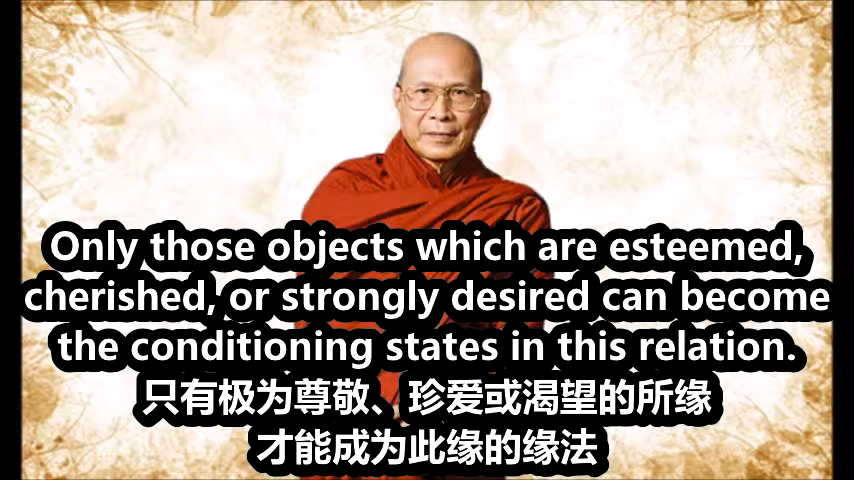 Only those objects which are esteemed,
cherished, or strongly desired can become
the conditioning states in this relation.
只有极为尊敬、珍爱或渴望的所缘
才能成为此缘的缘法